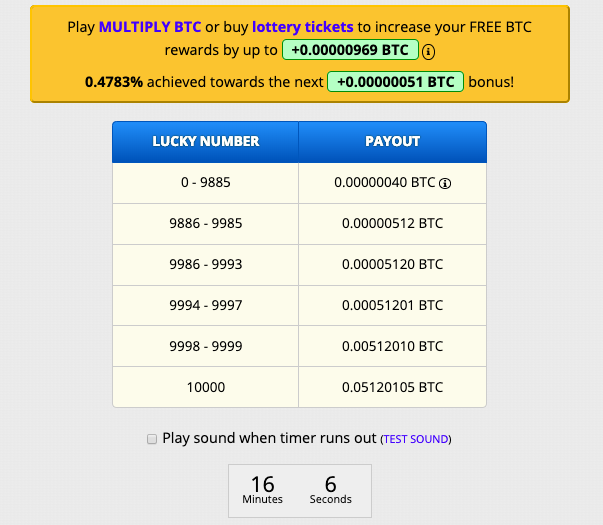 Play MULTIPLY BTC or buy lottery tickets to increase your FREE BTC
rewards by up to +0.00000969 BTC
0.4783% achieved towards the next +0.00000051 BTC bonus!
LUCKY NUMBER PAYOUT
0 - 9885 0.00000040 BTC
9886 - 9985 0.00000512 BTC
9986 - 9993 0.00005120 BTC
9994 - 9997 0.00051201 BTC
9998 - 9999 0.00512010 BTC
10000 0.05120105 BTC
Play sound when timer runs out (TEST SOUND)
16 6
Minutes Seconds